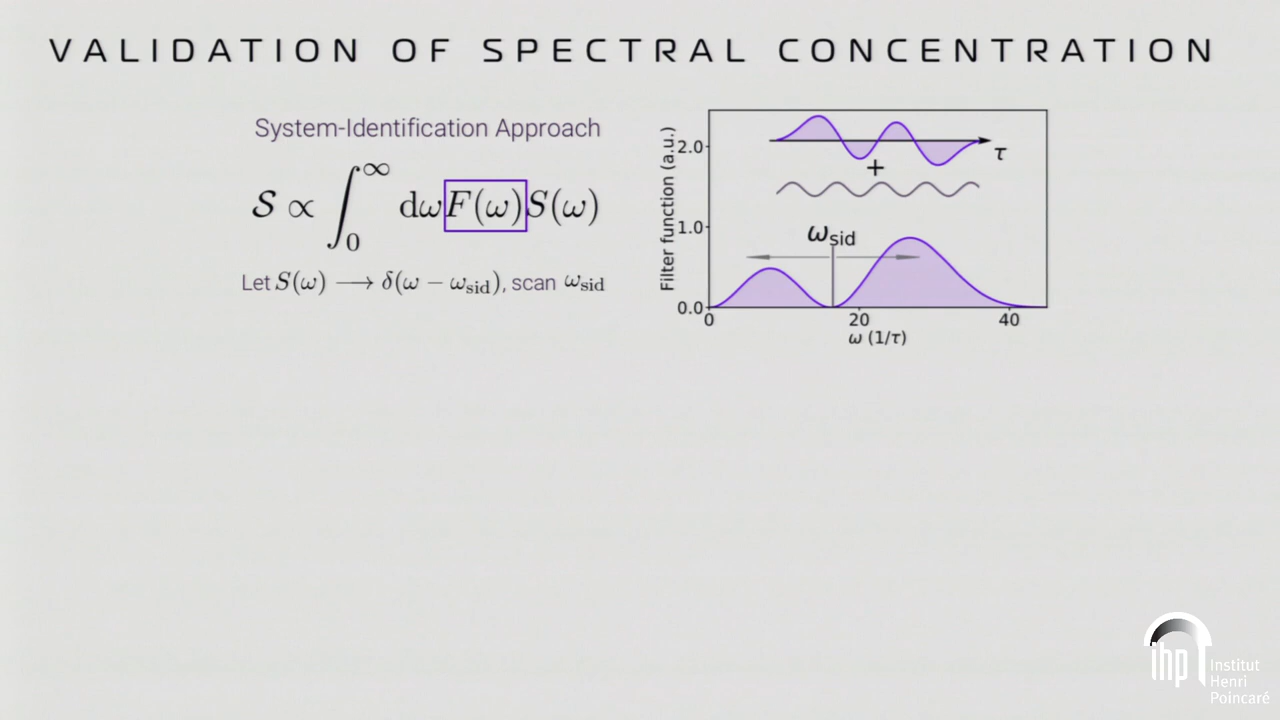 VALIDATION OF SPECTRAL CONCENTRATION
System-Identification Approach
𝒮 ∝ ∫₀^∞ dω F(ω) S(ω)
Let S(ω) ⟶ δ(ω − ω_sid), scan ω_sid
Filter function (a.u.)
2.0
1.0
0.0
τ
+
ω_sid
0
20
40
ω (1/τ)
ihp
Institut
Henri
Poincaré